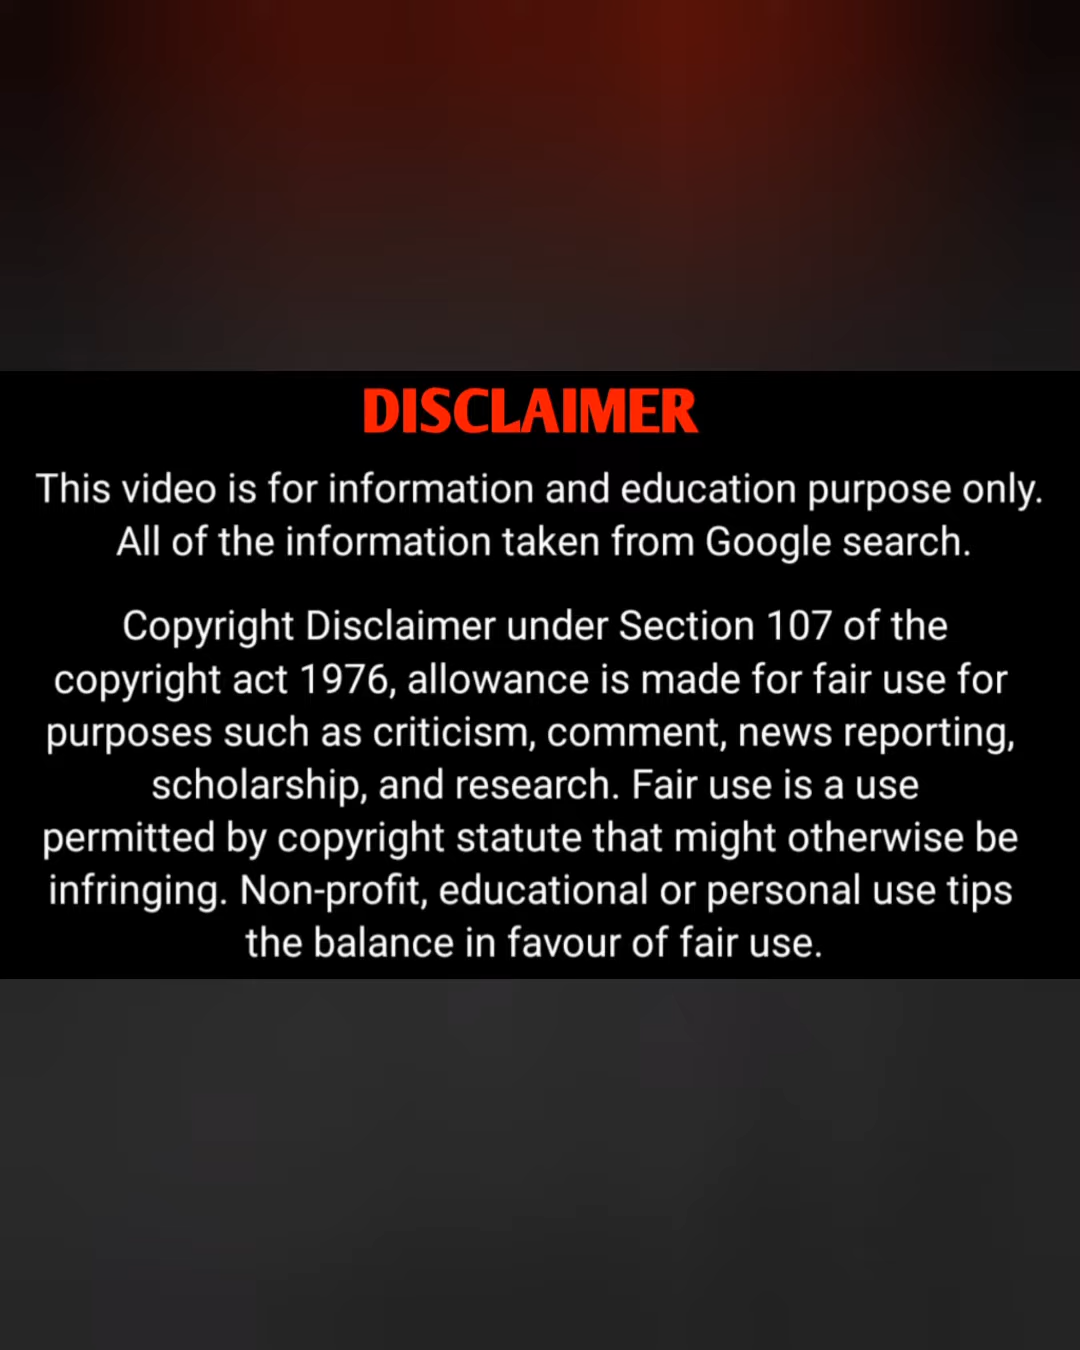 DISCLAIMER
This video is for information and education purpose only.
All of the information taken from Google search.
Copyright Disclaimer under Section 107 of the
copyright act 1976, allowance is made for fair use for
purposes such as criticism, comment, news reporting,
scholarship, and research. Fair use is a use
permitted by copyright statute that might otherwise be
infringing. Non-profit, educational or personal use tips
the balance in favour of fair use.